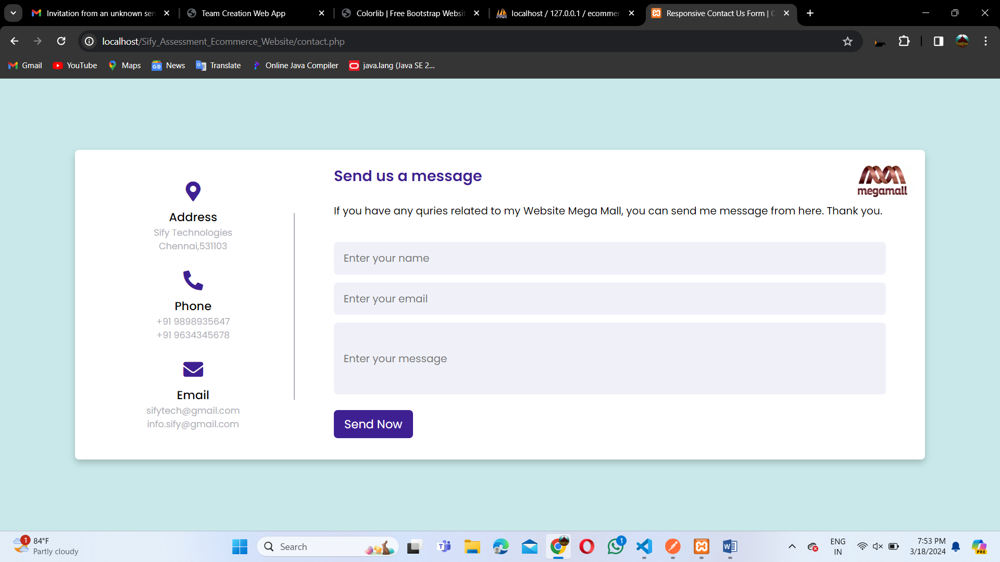 Invitation from an unknown sen
Team Creation Web App
Colorlib | Free Bootstrap Websit
localhost / 127.0.0.1 / ecommer
Responsive Contact Us Form | C
localhost/Sify_Assessment_Ecommerce_Website/contact.php
Gmail
YouTube
Maps
News
Translate
Online Java Compiler
java.lang (Java SE 2...
Send us a message
megamall
If you have any quries related to my Website Mega Mall, you can send me message from here. Thank you.
Address
Sify Technologies
Chennai,531103
Phone
+91 9898935647
+91 9634345678
Email
sifytech@gmail.com
info.sify@gmail.com
Enter your name
Enter your email
Enter your message
Send Now
1
84°F
Partly cloudy
Search
1
ENG
IN
7:53 PM
3/18/2024
PRE